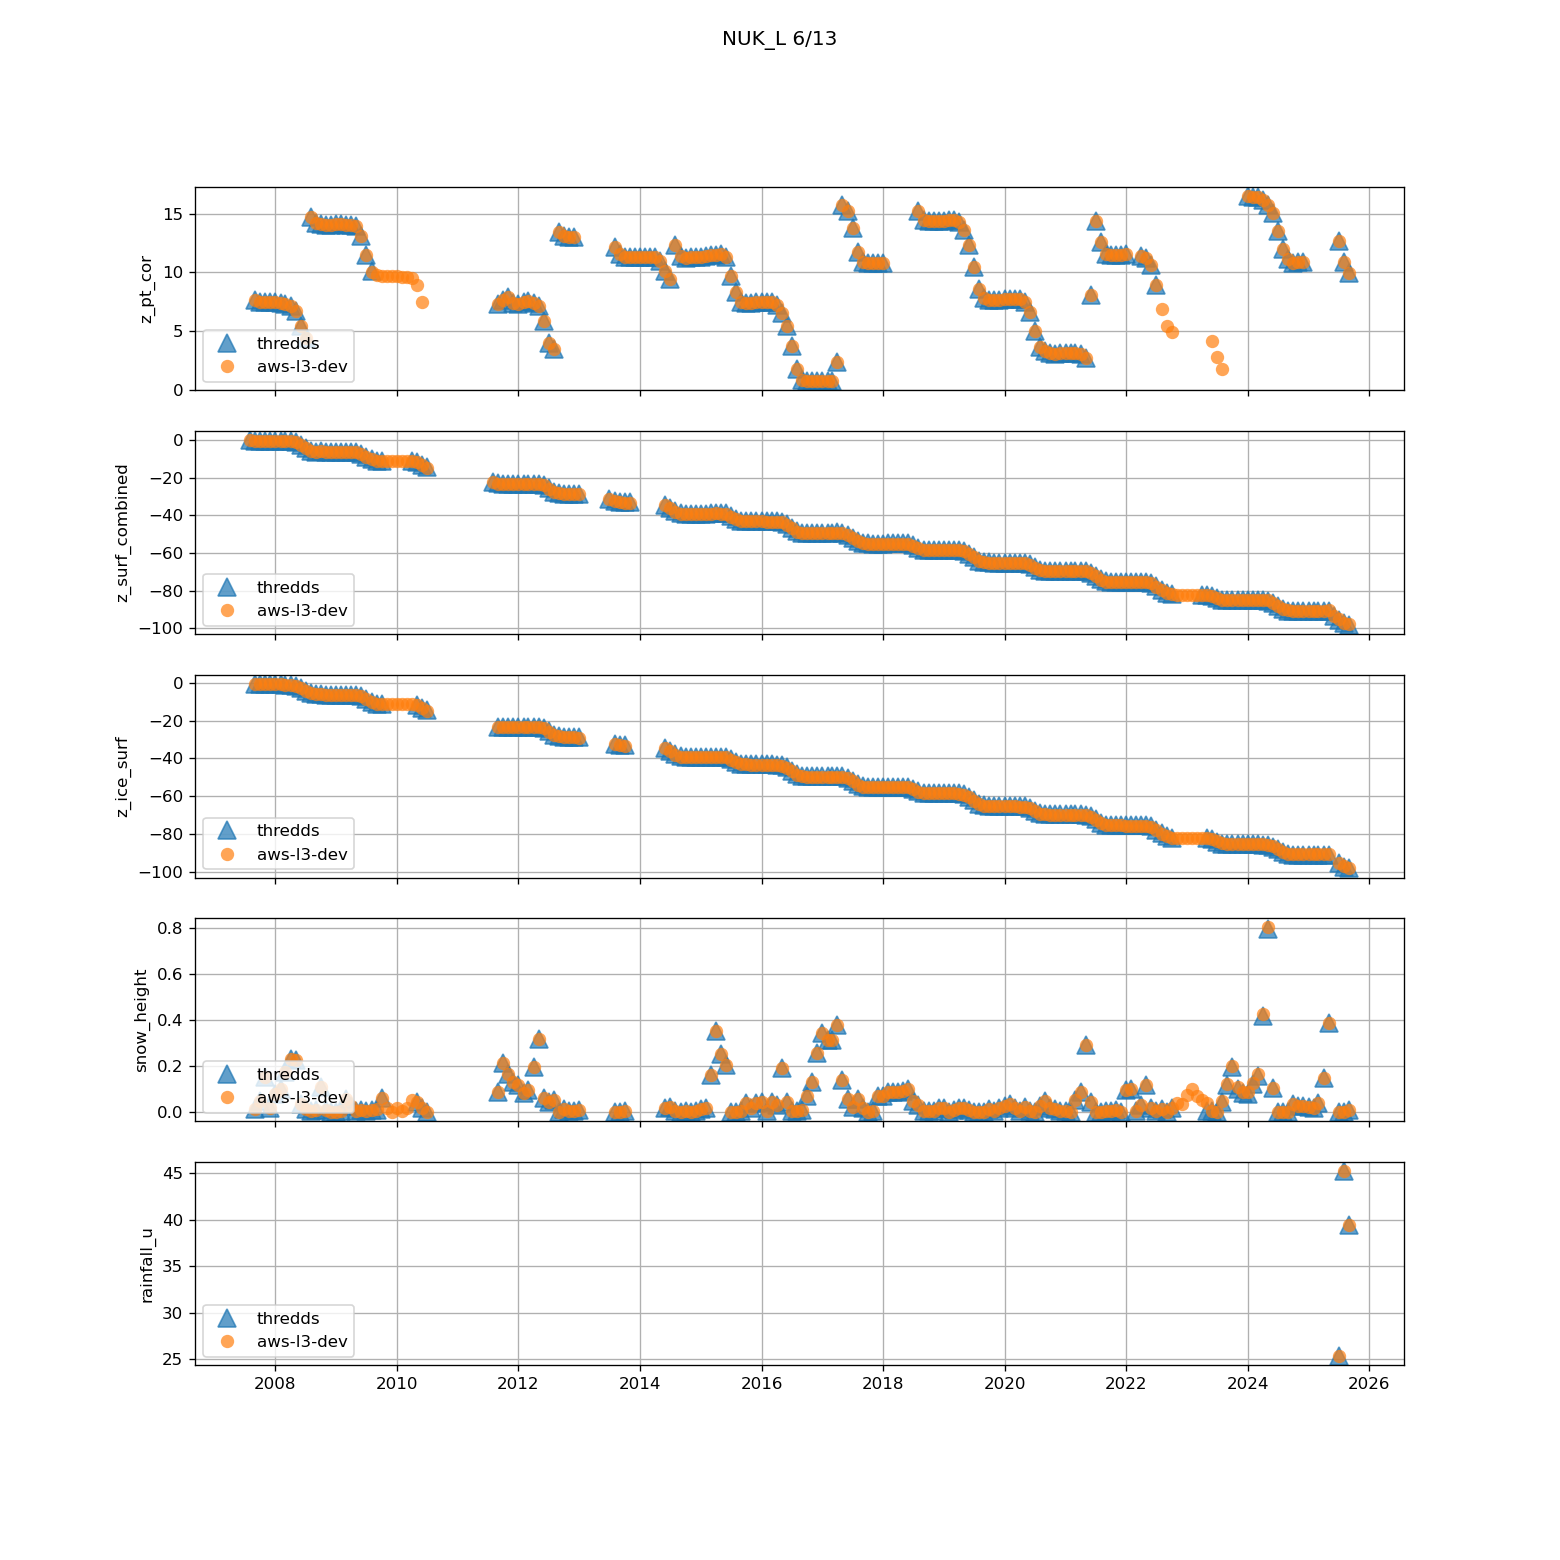 NUK_L 6/13
15
10
5
0
z_pt_cor
thredds
aws-l3-dev
0
−20
−40
−60
−80
−100
z_surf_combined
thredds
aws-l3-dev
0
−20
−40
−60
−80
−100
z_ice_surf
thredds
aws-l3-dev
0.8
0.6
0.4
0.2
0.0
snow_height
thredds
aws-l3-dev
45
40
35
30
25
rainfall_u
thredds
aws-l3-dev
2008 2010 2012 2014 2016 2018 2020 2022 2024 2026